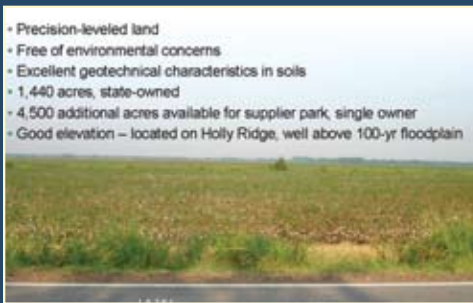 • Precision-leveled land
• Free of environmental concerns
• Excellent geotechnical characteristics in soils
• 1,440 acres, state-owned
• 4,500 additional acres available for supplier park, single owner
• Good elevation – located on Holly Ridge, well above 100-yr floodplain